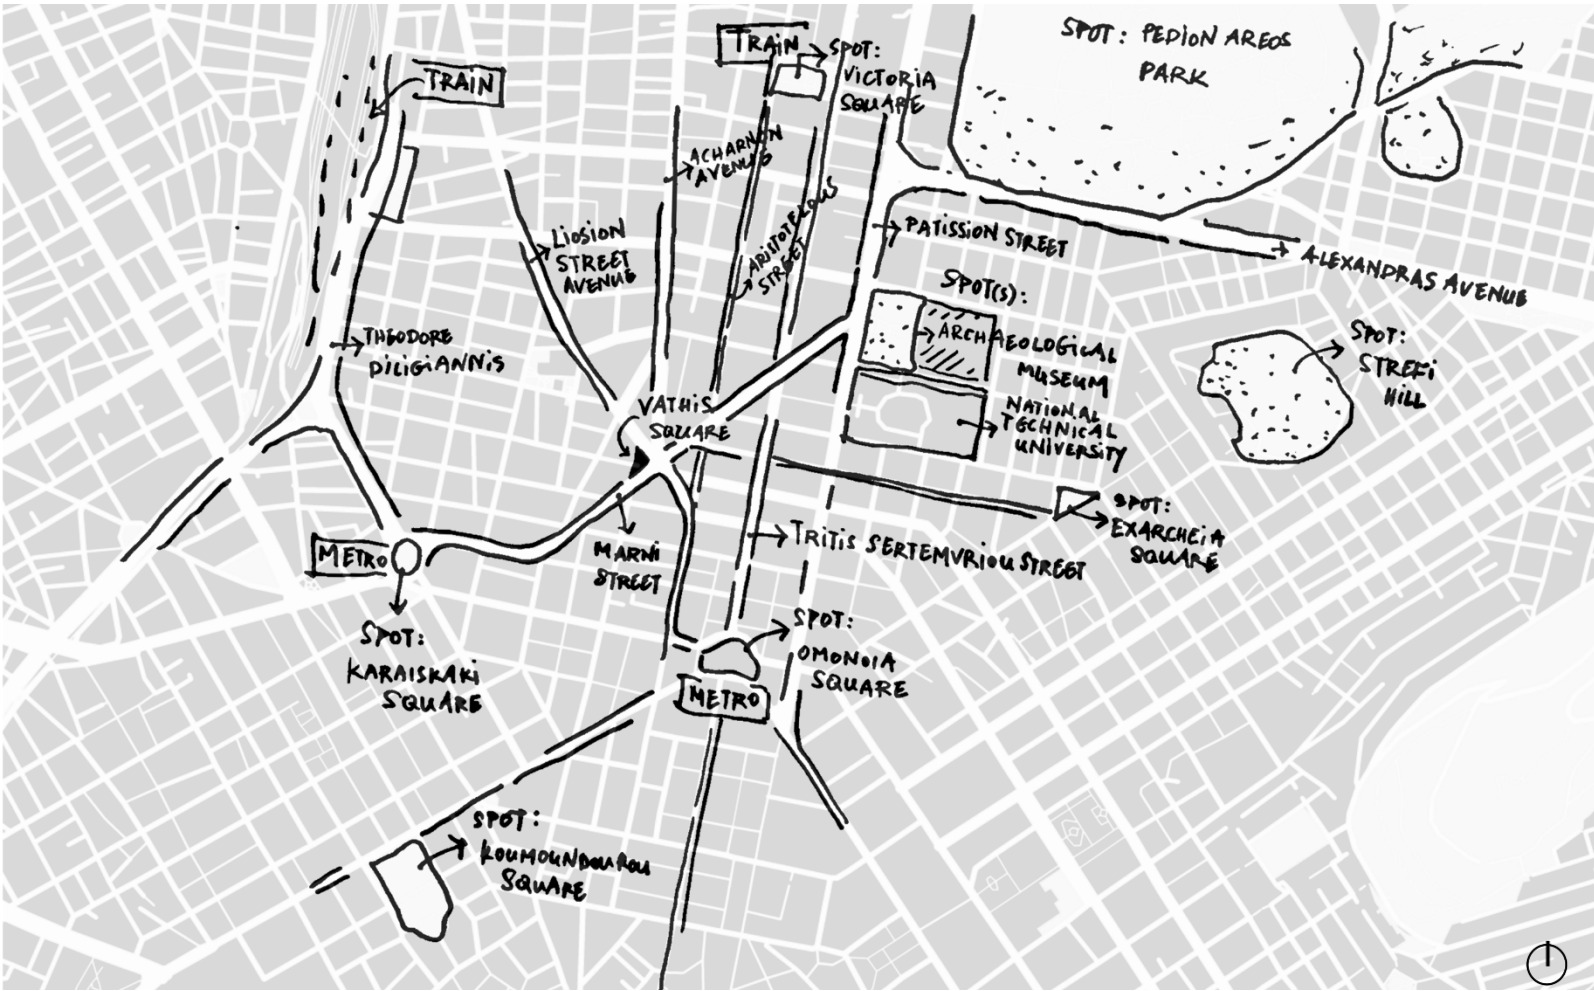 SPOT: PEDION AREOS
PARK
TRAIN
SPOT:
VICTORIA
SQUARE
TRAIN
ACHARNON
AVENUE
ARISTOTELOUS
STREET
LIOSION
STREET
AVENUE
PATISSION STREET
ALEXANDRAS AVENUE
SPOT(S):
ARCHAEOLOGICAL
MUSEUM
NATIONAL
TECHNICAL
UNIVERSITY
SPOT:
STREFI
HILL
THEODORE
DILIGIANNIS
VATHIS
SQUARE
SPOT:
EXARCHEIA
SQUARE
TRITIS SERTEMVRIOU STREET
MARNI
STREET
METRO
SPOT:
KARAISKAKI
SQUARE
SPOT:
OMONOIA
SQUARE
METRO
SPOT:
KOUMOUNDOUROU
SQUARE